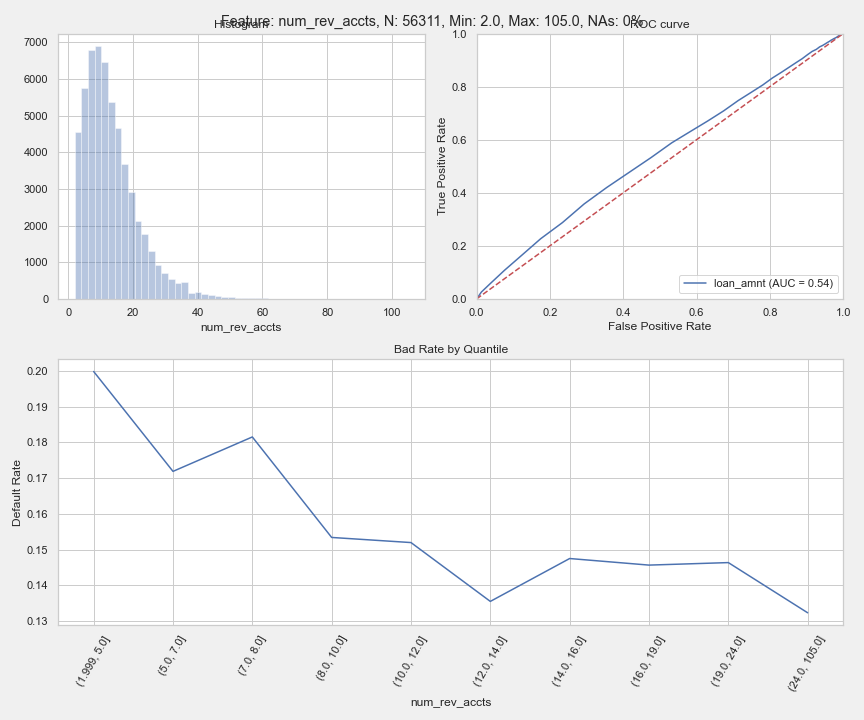 Feature: num_rev_accts, N: 56311, Min: 2.0, Max: 105.0, NAs: 0%
Histogram
7000
6000
5000
4000
3000
2000
1000
0
0 20 40 60 80 100
num_rev_accts
ROC curve
True Positive Rate
1.0
0.8
0.6
0.4
0.2
0.0
loan_amnt (AUC = 0.54)
0.0 0.2 0.4 0.6 0.8 1.0
False Positive Rate
Bad Rate by Quantile
Default Rate
0.20
0.19
0.18
0.17
0.16
0.15
0.14
0.13
(1.999, 5.0]
(5.0, 7.0]
(7.0, 8.0]
(8.0, 10.0]
(10.0, 12.0]
(12.0, 14.0]
(14.0, 16.0]
(16.0, 19.0]
(19.0, 24.0]
(24.0, 105.0]
num_rev_accts